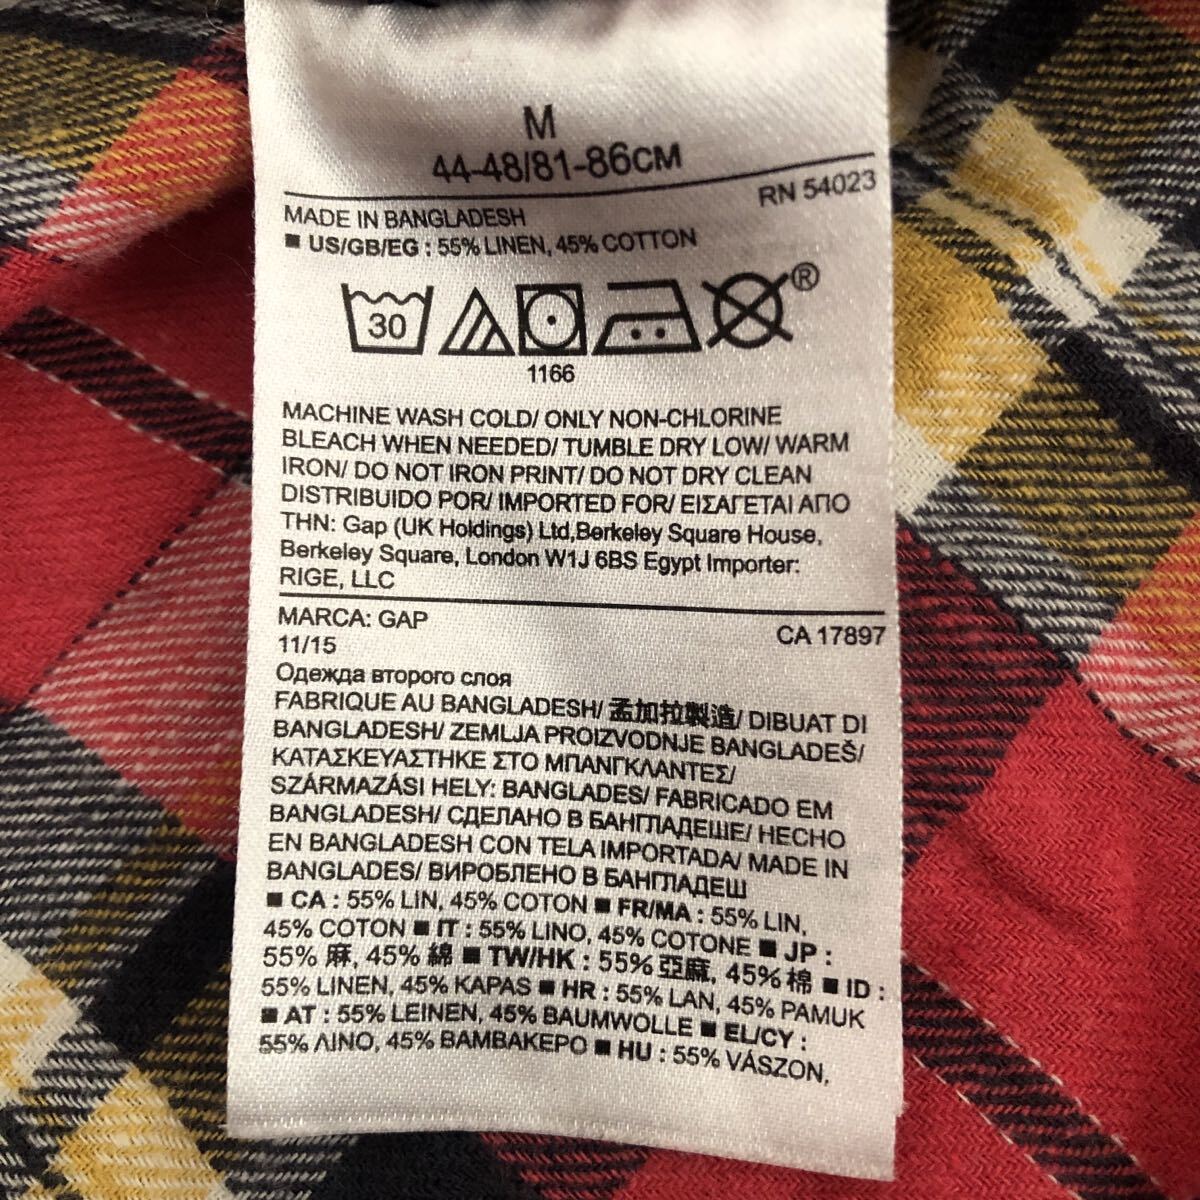 M
44-48/81-86CM
RN 54023
MADE IN BANGLADESH
■ US/GB/EG : 55% LINEN, 45% COTTON
30
®
1166
MACHINE WASH COLD/ ONLY NON-CHLORINE
BLEACH WHEN NEEDED/ TUMBLE DRY LOW/ WARM
IRON/ DO NOT IRON PRINT/ DO NOT DRY CLEAN
DISTRIBUIDO POR/ IMPORTED FOR/ ΕΙΣΑΓΕΤΑΙ ΑΠΟ
THN: Gap (UK Holdings) Ltd,Berkeley Square House,
Berkeley Square, London W1J 6BS Egypt Importer:
RIGE, LLC
MARCA: GAP
CA 17897
11/15
Одежда второго слоя
FABRIQUE AU BANGLADESH/ 孟加拉製造/ DIBUAT DI
BANGLADESH/ ZEMLJA PROIZVODNJE BANGLADEŠ/
ΚΑΤΑΣΚΕΥΑΣΤΗΚΕ ΣΤΟ ΜΠΑΝΓΚΛΑΝΤΕΣ/
SZÁRMAZÁSI HELY: BANGLADES/ FABRICADO EM
BANGLADESH/ СДЕЛАНО В БАНГЛАДЕШЕ/ HECHO
EN BANGLADESH CON TELA IMPORTADA/ MADE IN
BANGLADES/ ВИРОБЛЕНО В БАНГЛАДЕШ
■ CA : 55% LIN, 45% COTON ■ FR/MA : 55% LIN,
45% COTON ■ IT : 55% LINO, 45% COTONE ■ JP :
55% 麻, 45% 綿 ■ TW/HK : 55% 亞麻, 45% 棉 ■ ID :
55% LINEN, 45% KAPAS ■ HR : 55% LAN, 45% PAMUK
■ AT : 55% LEINEN, 45% BAUMWOLLE ■ EL/CY :
55% ΛΙΝΟ, 45% ΒΑΜΒΑΚΕΡΟ ■ HU : 55% VÁSZON,